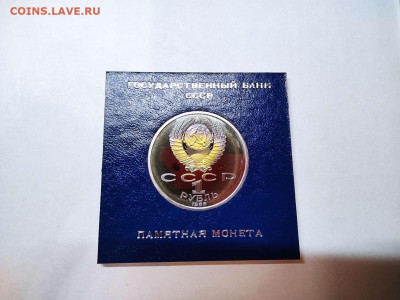 COINS.LAVE.RU
ГОСУДАРСТВЕННЫЙ БАНК
СССР
СССР
1
РУБЛЬ
ПАМЯТНАЯ МОНЕТА